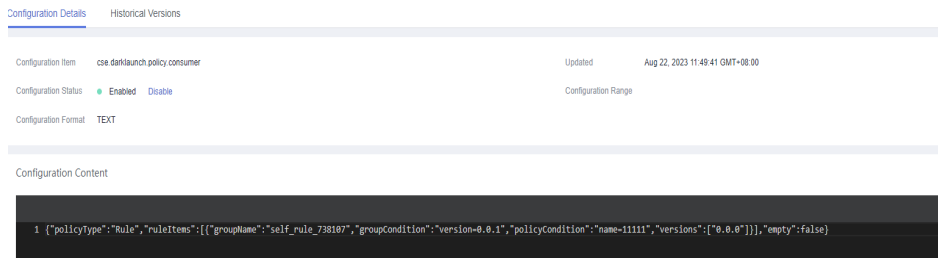 Configuration Details Historical Versions
Configuration Item cse.darklaunch.policy.consumer Updated Aug 22, 2023 11:49:41 GMT+08:00
Configuration Status Enabled Disable Configuration Range
Configuration Format TEXT
Configuration Content
1 {"policyType":"Rule","ruleItems":[{"groupName":"self_rule_738107","groupCondition":"version=0.0.1","policyCondition":"name=11111","versions":["0.0.0"]}],"empty":false}